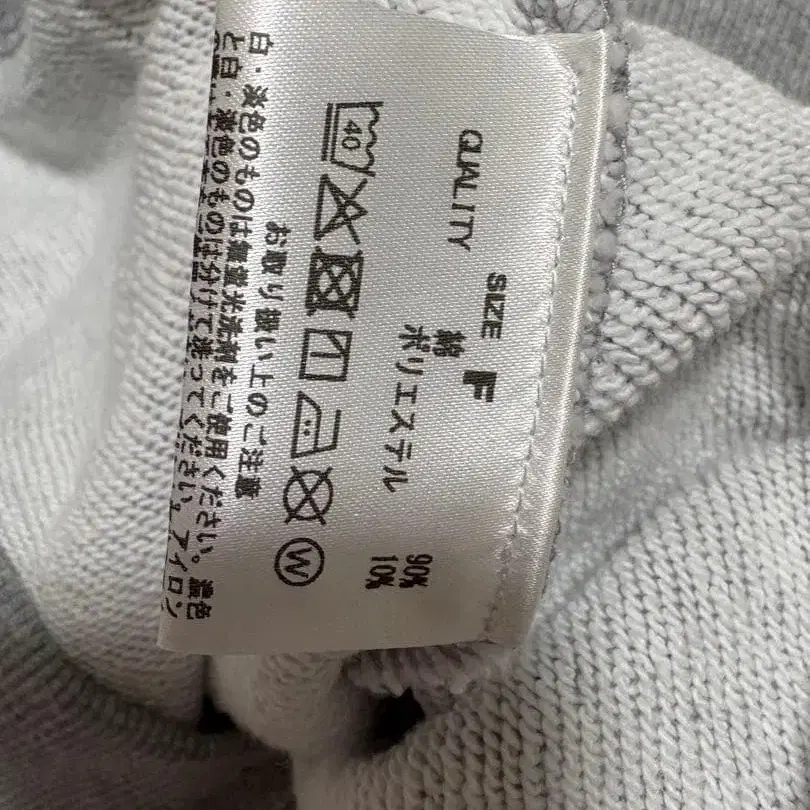 SIZE F
QUALITY
綿 90%
ポリエステル 10%
40
W
お取り扱い上のご注意
白・淡色のものは無蛍光洗剤をご使用ください。濃色
と白・淡色のものは分けて洗ってください。アイロン